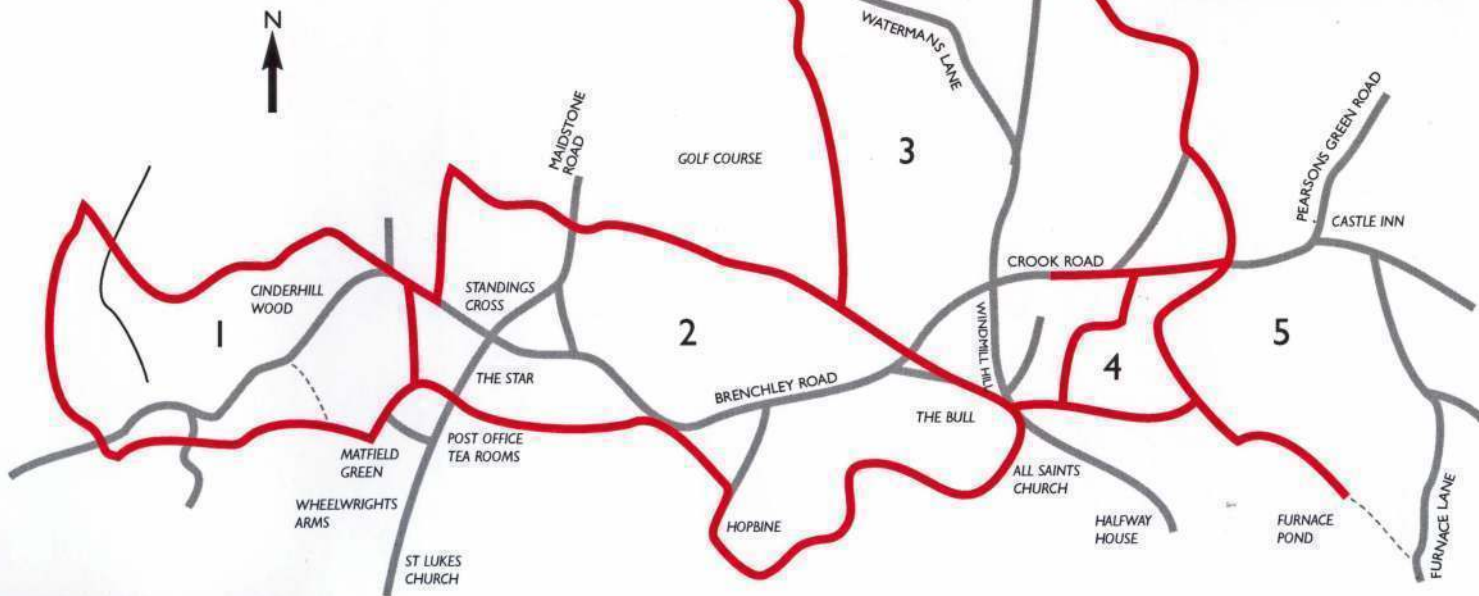 N
WATERMANS LANE
MAIDSTONE
ROAD
GOLF COURSE
3
PEARSONS GREEN ROAD
CASTLE INN
CROOK ROAD
CINDERHILL
WOOD
STANDINGS
CROSS
1
2
WINDMILL HILL
4
5
THE STAR
BRENCHLEY ROAD
THE BULL
MATFIELD
GREEN
POST OFFICE
TEA ROOMS
ALL SAINTS
CHURCH
WHEELWRIGHTS
ARMS
HOPBINE
HALFWAY
HOUSE
FURNACE
POND
FURNACE LANE
ST LUKES
CHURCH